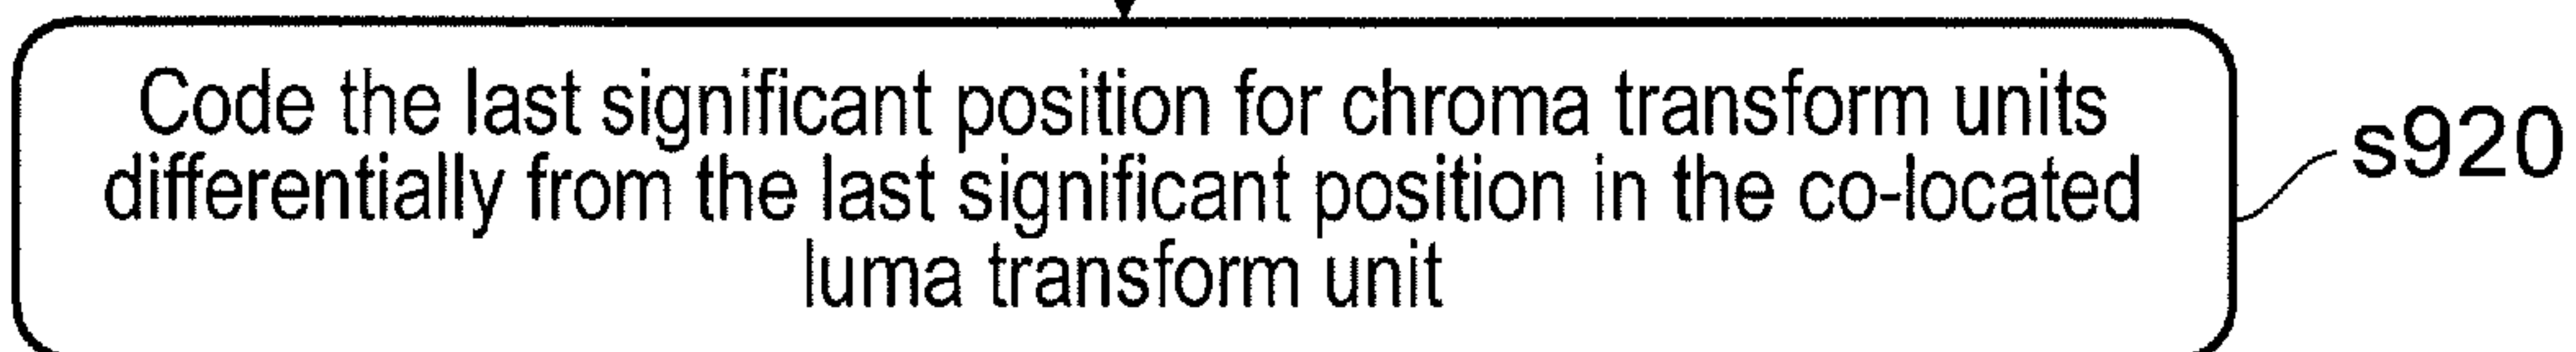 Code the last significant position for chroma transform units
differentially from the last significant position in the co-located
luma transform unit
s920